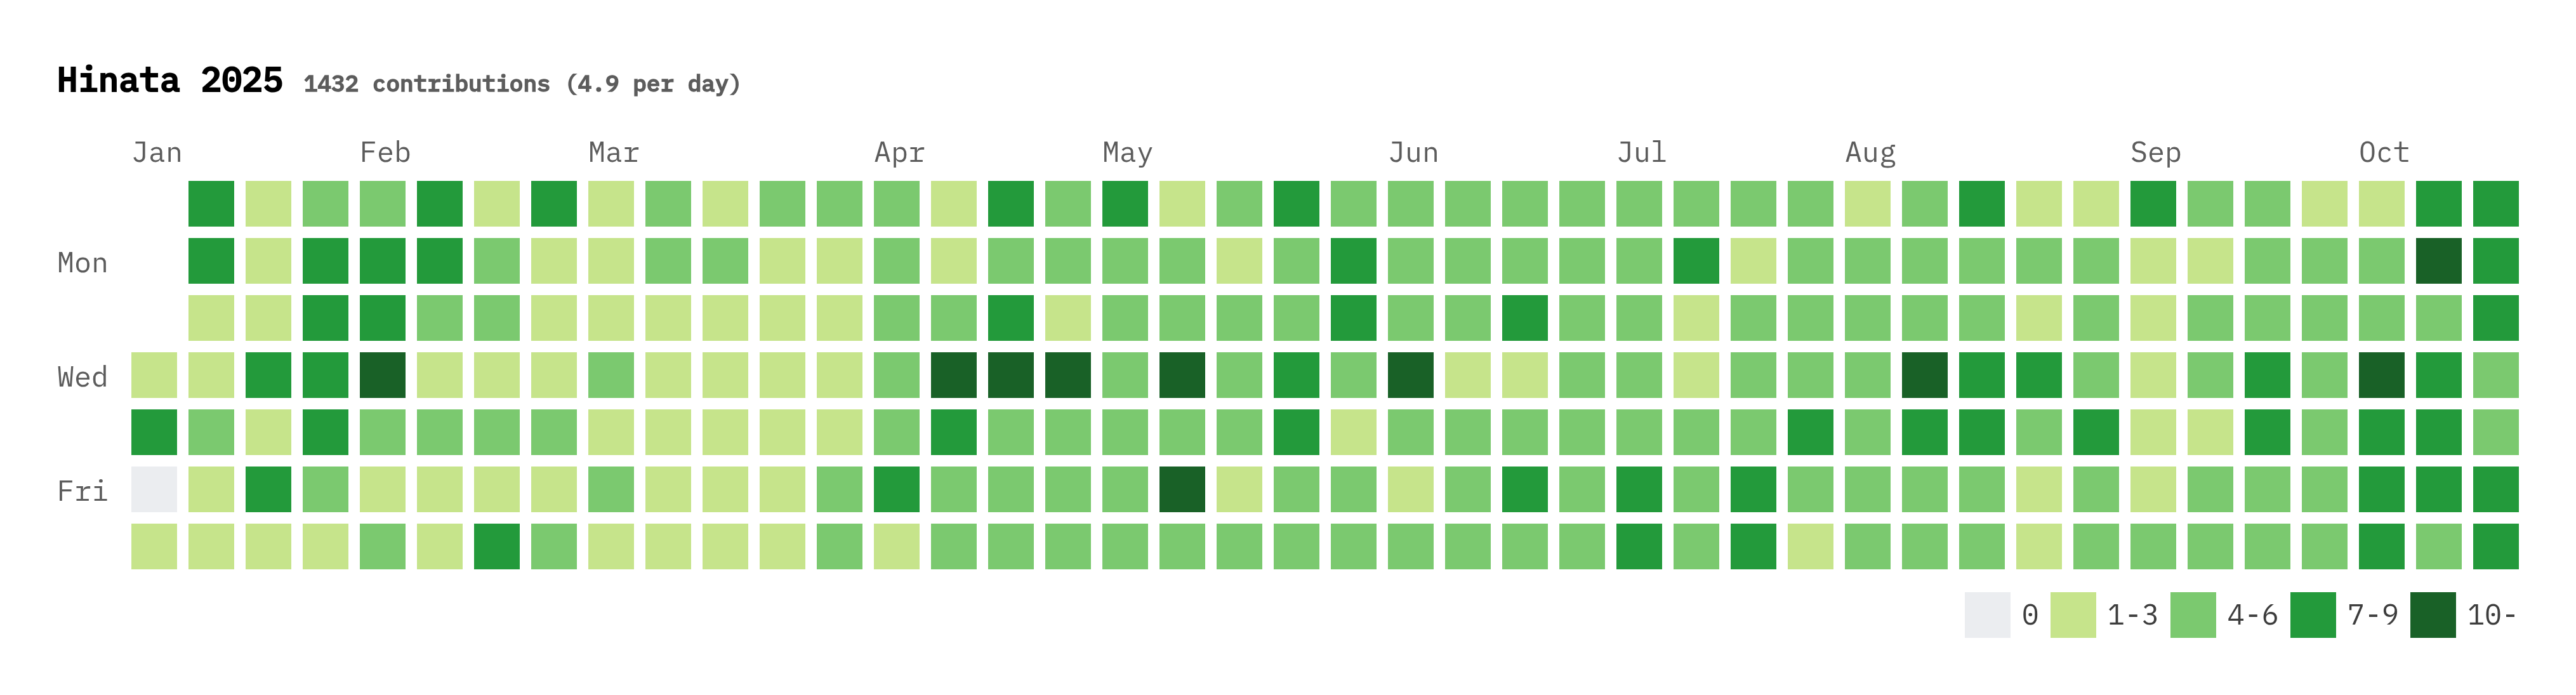 Hinata 2025 1432 contributions (4.9 per day)
Jan Feb Mar Apr May Jun Jul Aug Sep Oct
Mon
Wed
Fri
0 1-3 4-6 7-9 10-